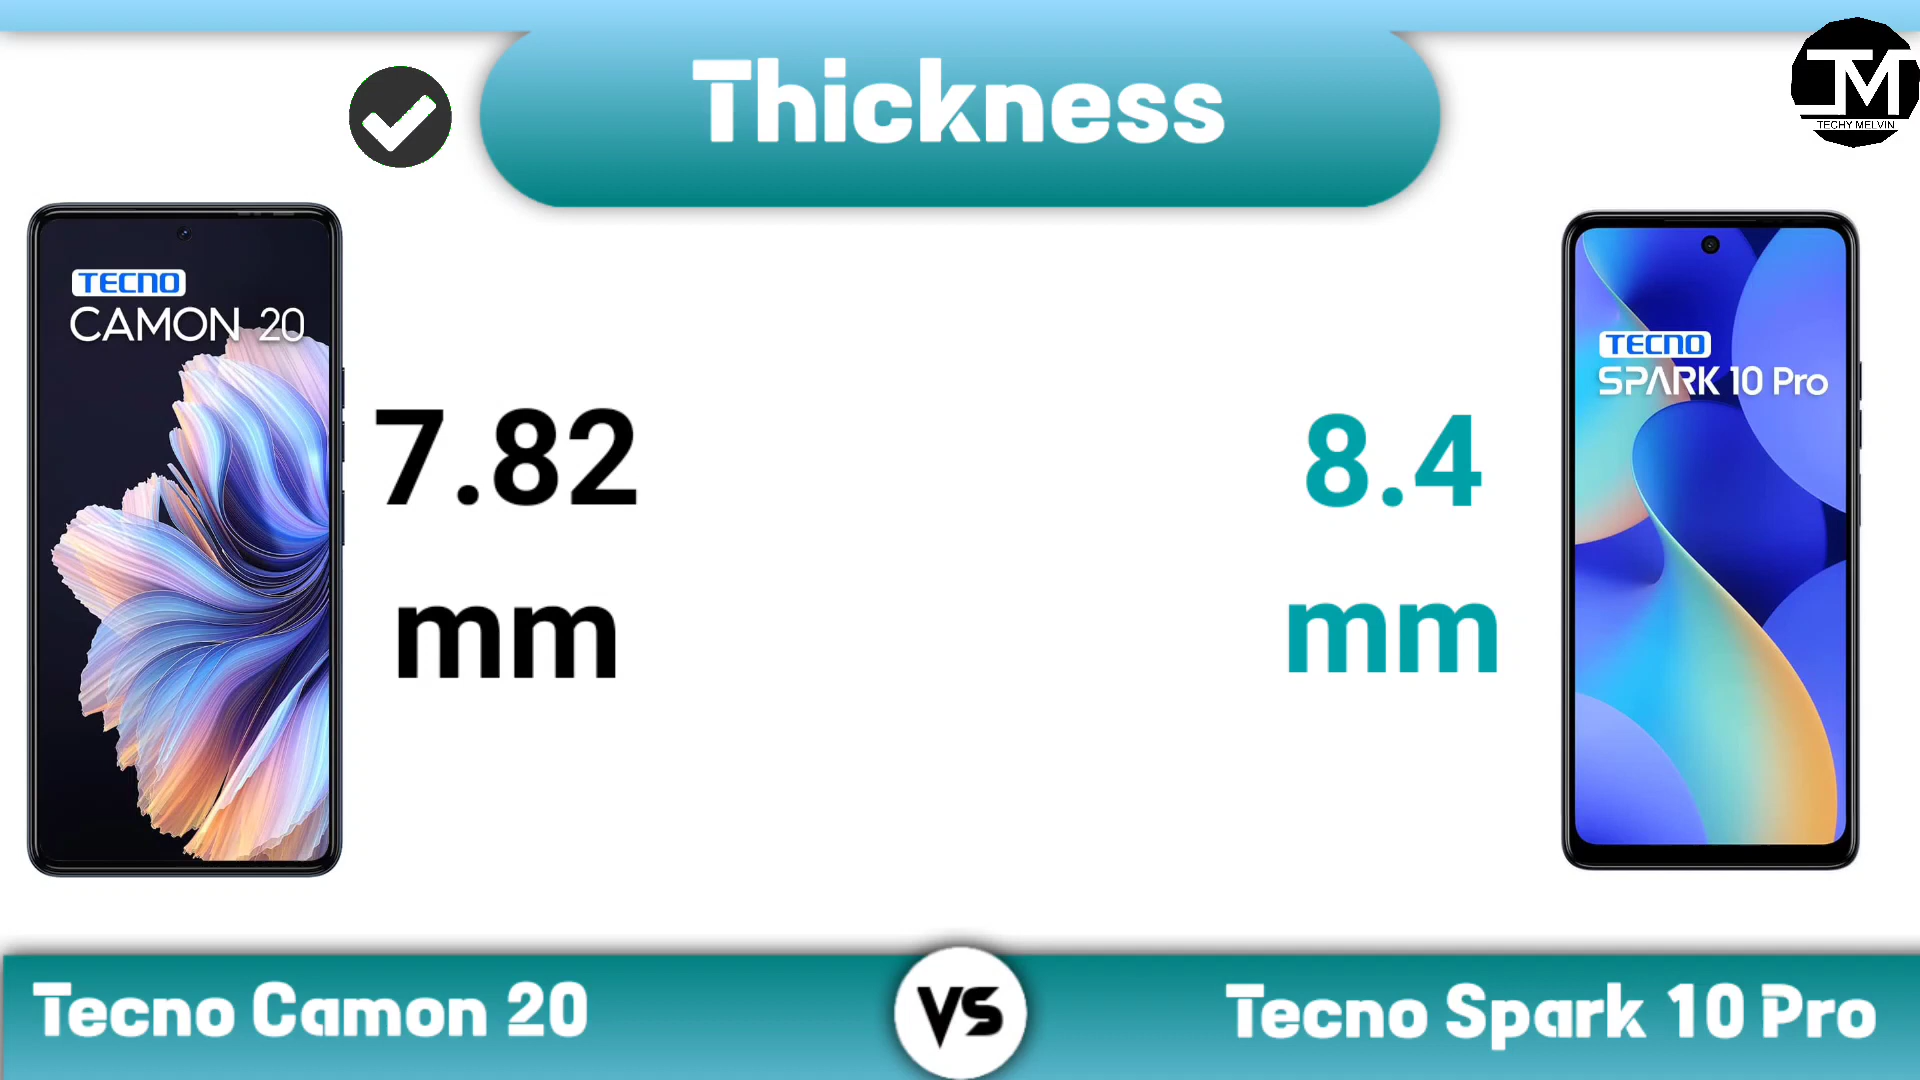 Thickness
TM
TECHY MELVIN
TECNO
CAMON 20
7.82
mm
8.4
mm
TECNO
SPARK 10 Pro
Tecno Camon 20
VS
Tecno Spark 10 Pro